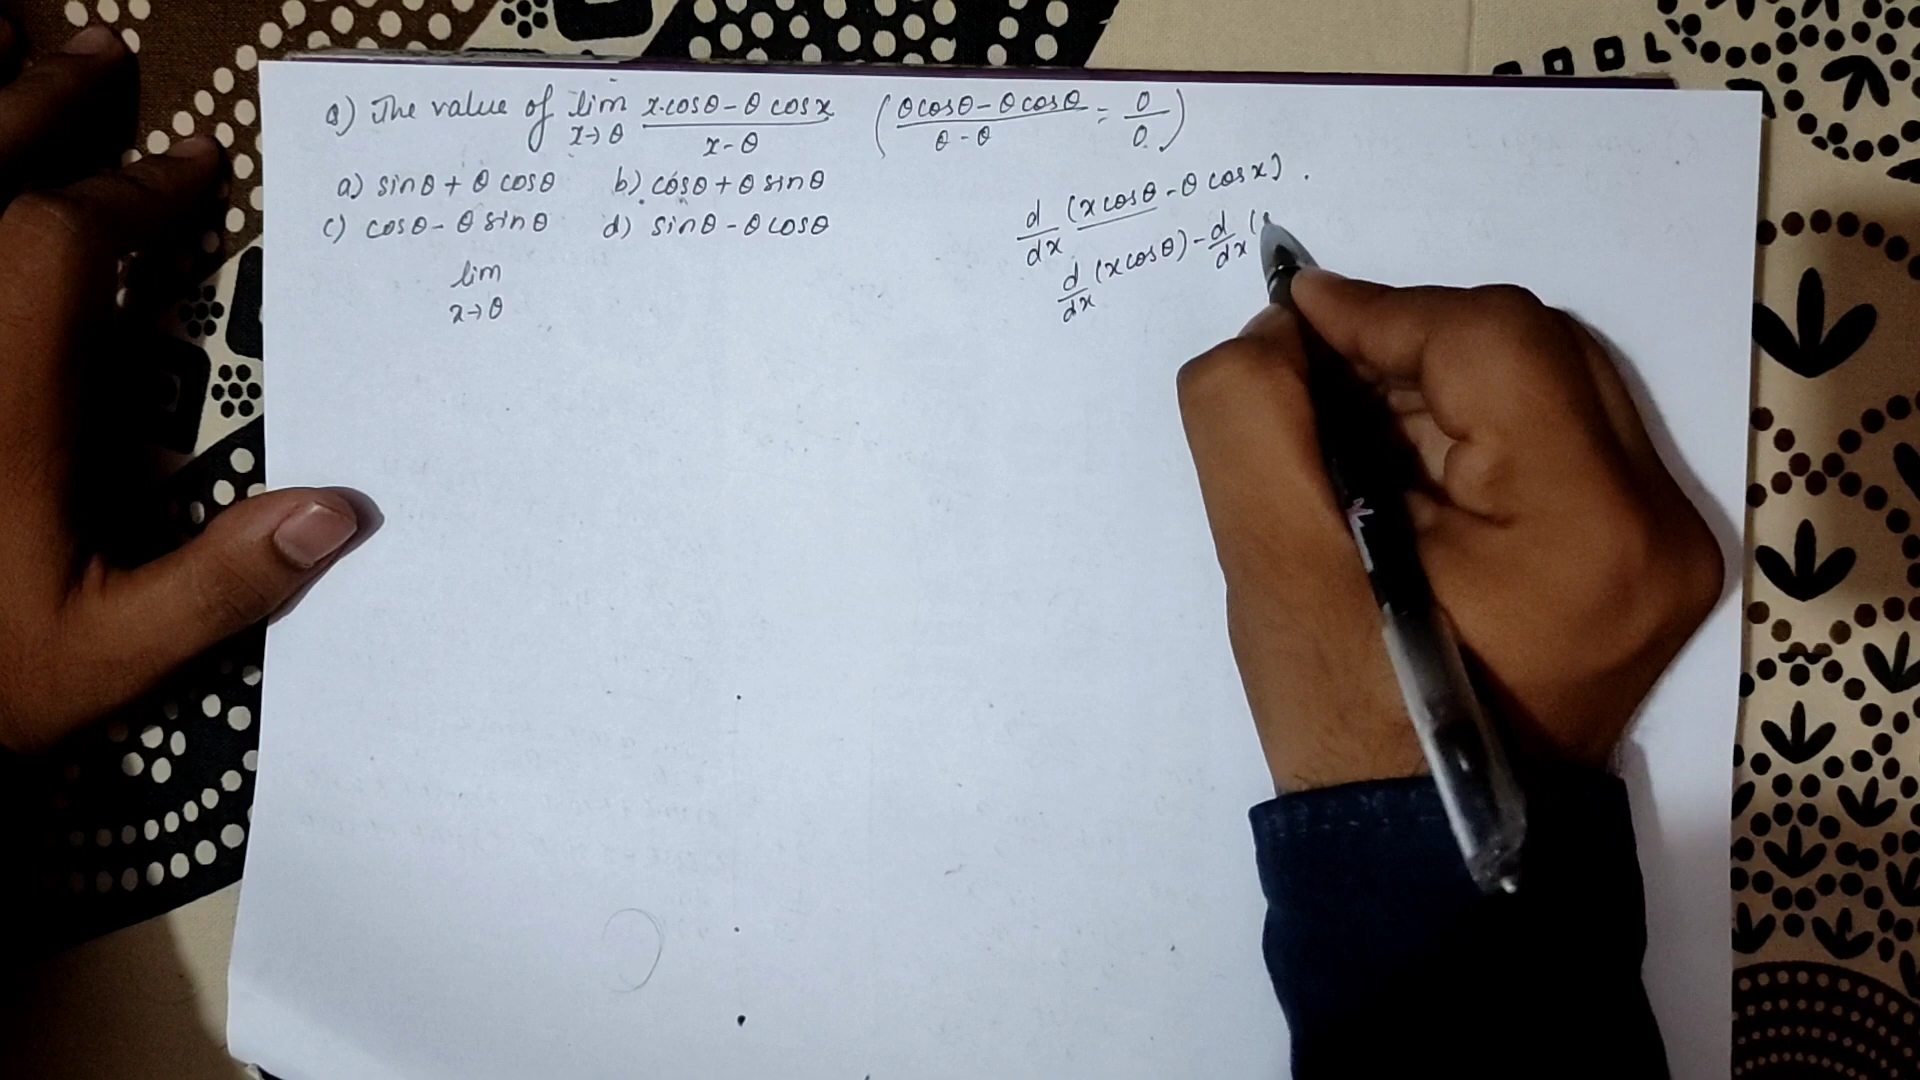 Q) The value of lim x→θ (x.cosθ - θ cosx)/(x-θ) ( (θcosθ - θcosθ)/(θ-θ) = 0/0 )
a) sinθ + θ cosθ b) cosθ + θ sinθ
c) cosθ - θ sinθ d) sinθ - θ cosθ
lim x→θ
d/dx (x cosθ - θ cosx).
d/dx (x cosθ) - d/dx (